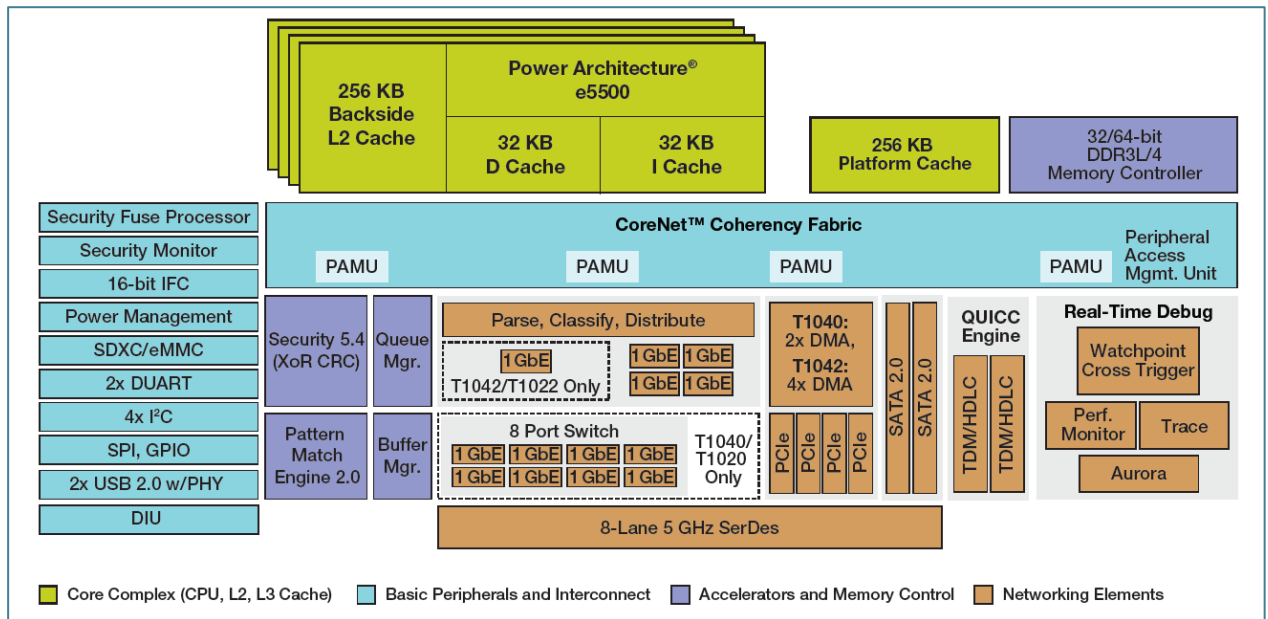 256 KB
Backside
L2 Cache
Power Architecture®
e5500
32 KB
D Cache
32 KB
I Cache
256 KB
Platform Cache
32/64-bit
DDR3L/4
Memory Controller
Security Fuse Processor
Security Monitor
16-bit IFC
Power Management
SDXC/eMMC
2x DUART
4x I²C
SPI, GPIO
2x USB 2.0 w/PHY
DIU
CoreNet™ Coherency Fabric
PAMU
PAMU
PAMU
PAMU
Peripheral
Access
Mgmt. Unit
Security 5.4
(XoR CRC)
Queue
Mgr.
Pattern
Match
Engine 2.0
Buffer
Mgr.
Parse, Classify, Distribute
1 GbE
T1042/T1022 Only
1 GbE 1 GbE
1 GbE 1 GbE
8 Port Switch
1 GbE 1 GbE 1 GbE 1 GbE
1 GbE 1 GbE 1 GbE 1 GbE
T1040/
T1020
Only
T1040:
2x DMA,
T1042:
4x DMA
PCIe
PCIe
PCIe
PCIe
SATA 2.0
SATA 2.0
QUICC
Engine
TDM/HDLC
TDM/HDLC
Real-Time Debug
Watchpoint
Cross Trigger
Perf.
Monitor
Trace
Aurora
8-Lane 5 GHz SerDes
Core Complex (CPU, L2, L3 Cache)
Basic Peripherals and Interconnect
Accelerators and Memory Control
Networking Elements